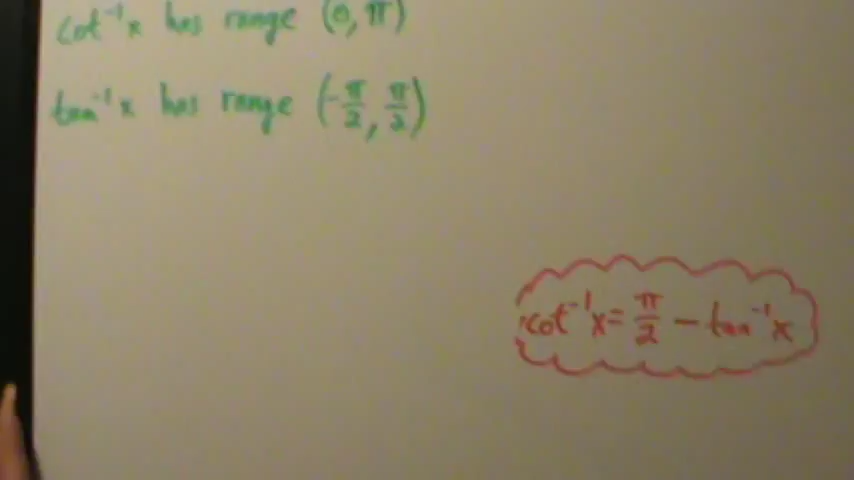 cot⁻¹x has range (0, π)
tan⁻¹x has range (-π/2, π/2)
cot⁻¹x = π/2 − tan⁻¹x